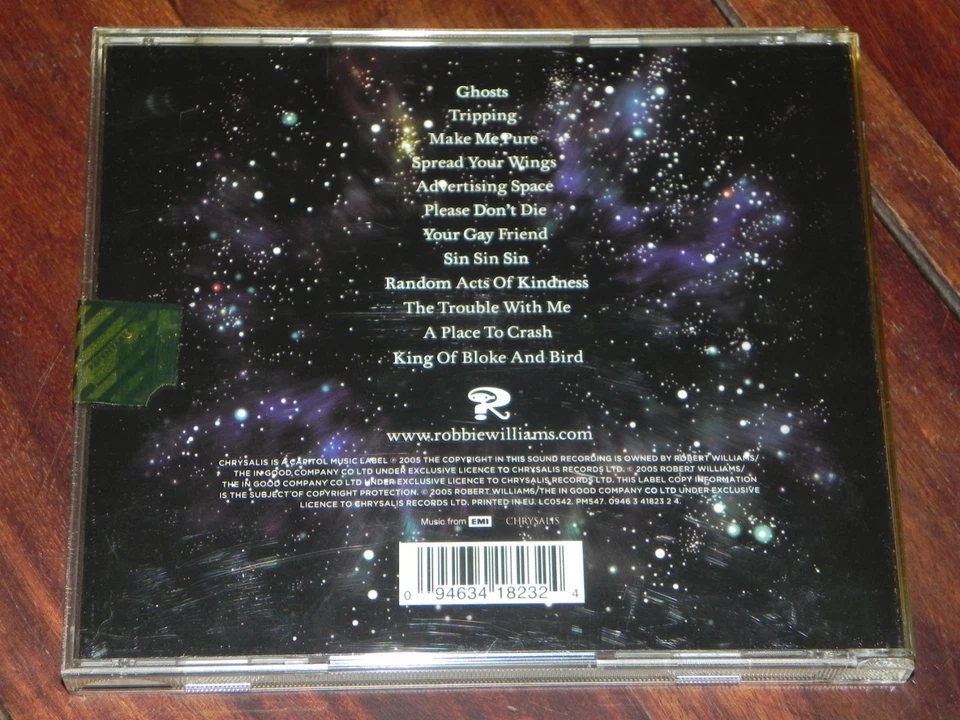 Ghosts
Tripping
Make Me Pure
Spread Your Wings
Advertising Space
Please Don't Die
Your Gay Friend
Sin Sin Sin
Random Acts Of Kindness
The Trouble With Me
A Place To Crash
King Of Bloke And Bird
www.robbiewilliams.com
CHRYSALIS IS A CAPITOL MUSIC LABEL ℗ 2005 THE COPYRIGHT IN THIS SOUND RECORDING IS OWNED BY ROBERT WILLIAMS/
THE IN GOOD COMPANY CO LTD UNDER EXCLUSIVE LICENCE TO CHRYSALIS RECORDS LTD. © 2005 ROBERT WILLIAMS/
THE IN GOOD COMPANY CO LTD UNDER EXCLUSIVE LICENCE TO CHRYSALIS RECORDS LTD. THIS LABEL COPY INFORMATION
IS THE SUBJECT OF COPYRIGHT PROTECTION. © 2005 ROBERT WILLIAMS/THE IN GOOD COMPANY CO LTD UNDER EXCLUSIVE
LICENCE TO CHRYSALIS RECORDS LTD. PRINTED IN EU. LC0542. PM547. 0946 3 41823 2 4.
Music from EMI CHRYSALIS
0 94634 18232 4